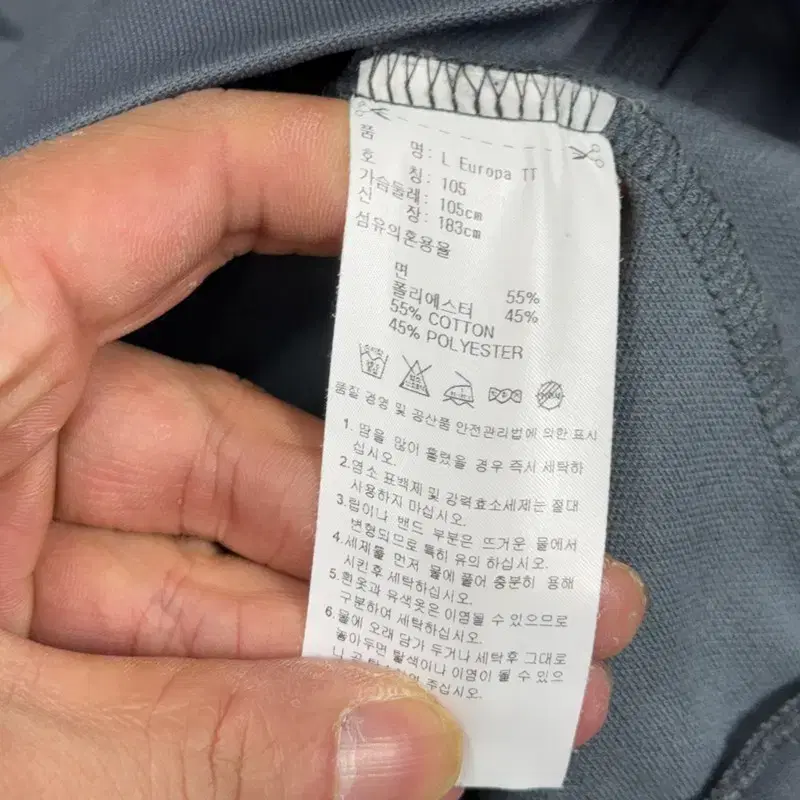 품 명: L Europa TT
호 칭: 105
가슴둘레: 105cm
신 장: 183cm
섬유의혼용율
면 55%
폴리에스터 45%
55% COTTON
45% POLYESTER
품질 경영 및 공산품 안전관리법에 의한 표시
1. 땀을 많이 흘렸을 경우 즉시 세탁하
십시오.
2.염소 표백제 및 강력효소세제는 절대
사용하지 마십시오.
3.립이나 밴드 부분은 뜨거운 물에서
변형되므로 특히 유의 하십시오.
4.세제를 먼저 물에 풀어 충분히 용해
시킨후 세탁하십시오.
5.흰옷과 유색옷은 이염될 수 있으므로
구분하여 세탁하십시오.
6.물에 오래 담가 두거나 세탁후 그대로
놓아두면 탈색이나 이염이 될 수 있으
니 주십시오.